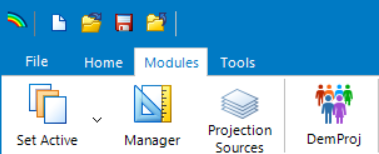 File Home Modules Tools
Set Active Manager Projection Sources DemProj